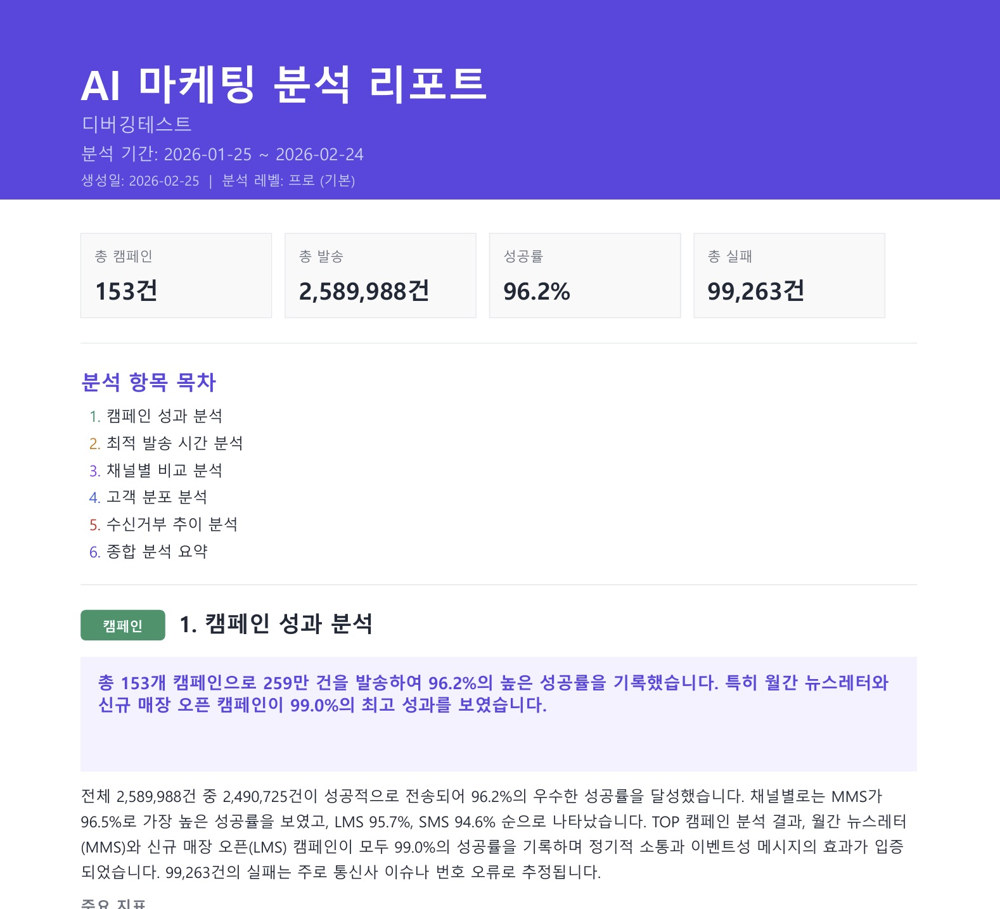 AI 마케팅 분석 리포트
디버깅테스트
분석 기간: 2026-01-25 ~ 2026-02-24
생성일: 2026-02-25 | 분석 레벨: 프로 (기본)
총 캠페인
153건
총 발송
2,589,988건
성공률
96.2%
총 실패
99,263건
분석 항목 목차
1. 캠페인 성과 분석
2. 최적 발송 시간 분석
3. 채널별 비교 분석
4. 고객 분포 분석
5. 수신거부 추이 분석
6. 종합 분석 요약
캠페인
1. 캠페인 성과 분석
총 153개 캠페인으로 259만 건을 발송하여 96.2%의 높은 성공률을 기록했습니다. 특히 월간 뉴스레터와
신규 매장 오픈 캠페인이 99.0%의 최고 성과를 보였습니다.
전체 2,589,988건 중 2,490,725건이 성공적으로 전송되어 96.2%의 우수한 성공률을 달성했습니다. 채널별로는 MMS가
96.5%로 가장 높은 성공률을 보였고, LMS 95.7%, SMS 94.6% 순으로 나타났습니다. TOP 캠페인 분석 결과, 월간 뉴스레터
(MMS)와 신규 매장 오픈(LMS) 캠페인이 모두 99.0%의 성공률을 기록하며 정기적 소통과 이벤트성 메시지의 효과가 입증
되었습니다. 99,263건의 실패는 주로 통신사 이슈나 번호 오류로 추정됩니다.
주요 지표